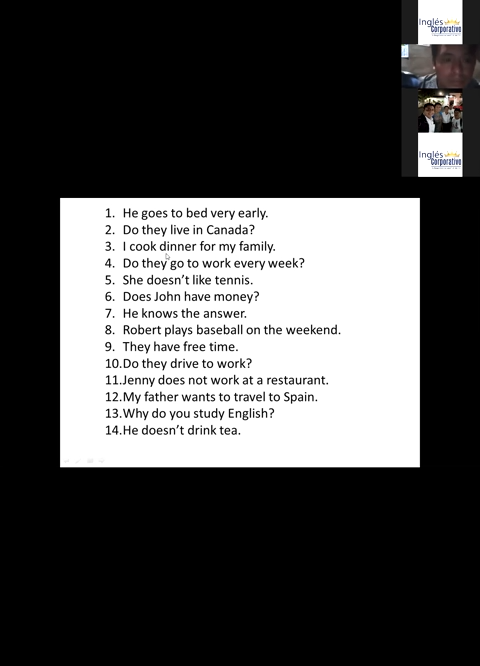 Inglés
Corporativo
1. He goes to bed very early.
2. Do they live in Canada?
3. I cook dinner for my family.
4. Do they go to work every week?
5. She doesn't like tennis.
6. Does John have money?
7. He knows the answer.
8. Robert plays baseball on the weekend.
9. They have free time.
10.Do they drive to work?
11.Jenny does not work at a restaurant.
12.My father wants to travel to Spain.
13.Why do you study English?
14.He doesn't drink tea.
Inglés
Corporativo